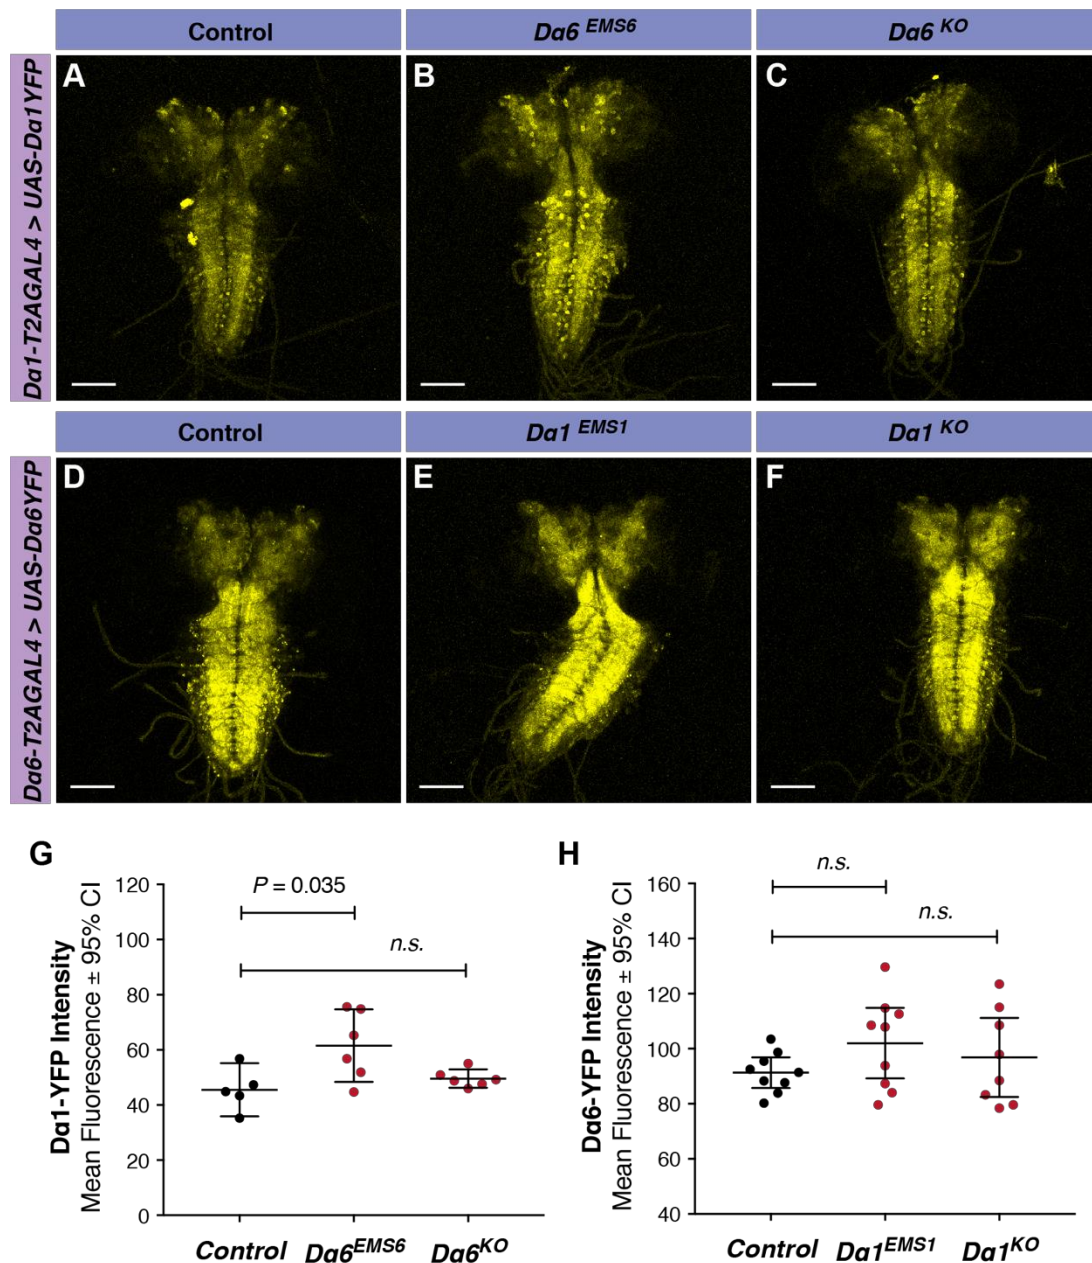 Control
Dα6 EMS6
Dα6 KO
Dα1-T2AGAL4 > UAS-Dα1YFP
A
B
C
Control
Dα1 EMS1
Dα1 KO
Dα6-T2AGAL4 > UAS-Dα6YFP
D
E
F
G
Dα1-YFP Intensity
Mean Fluorescence ± 95% CI
120
100
80
60
40
20
0
P = 0.035
n.s.
Control
Dα6EMS6
Dα6KO
H
Dα6-YFP Intensity
Mean Fluorescence ± 95% CI
160
140
120
100
80
60
40
n.s.
n.s.
Control
Dα1EMS1
Dα1KO